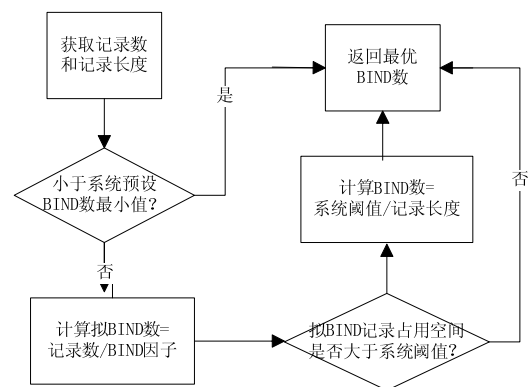 获取记录数
和记录长度
返回最优
BIND数
是
否
小于系统预设
BIND数最小值?
计算BIND数=
系统阈值/记录长度
否
计算拟BIND数=
记录数/BIND因子
拟BIND记录占用空间
是否大于系统阈值?